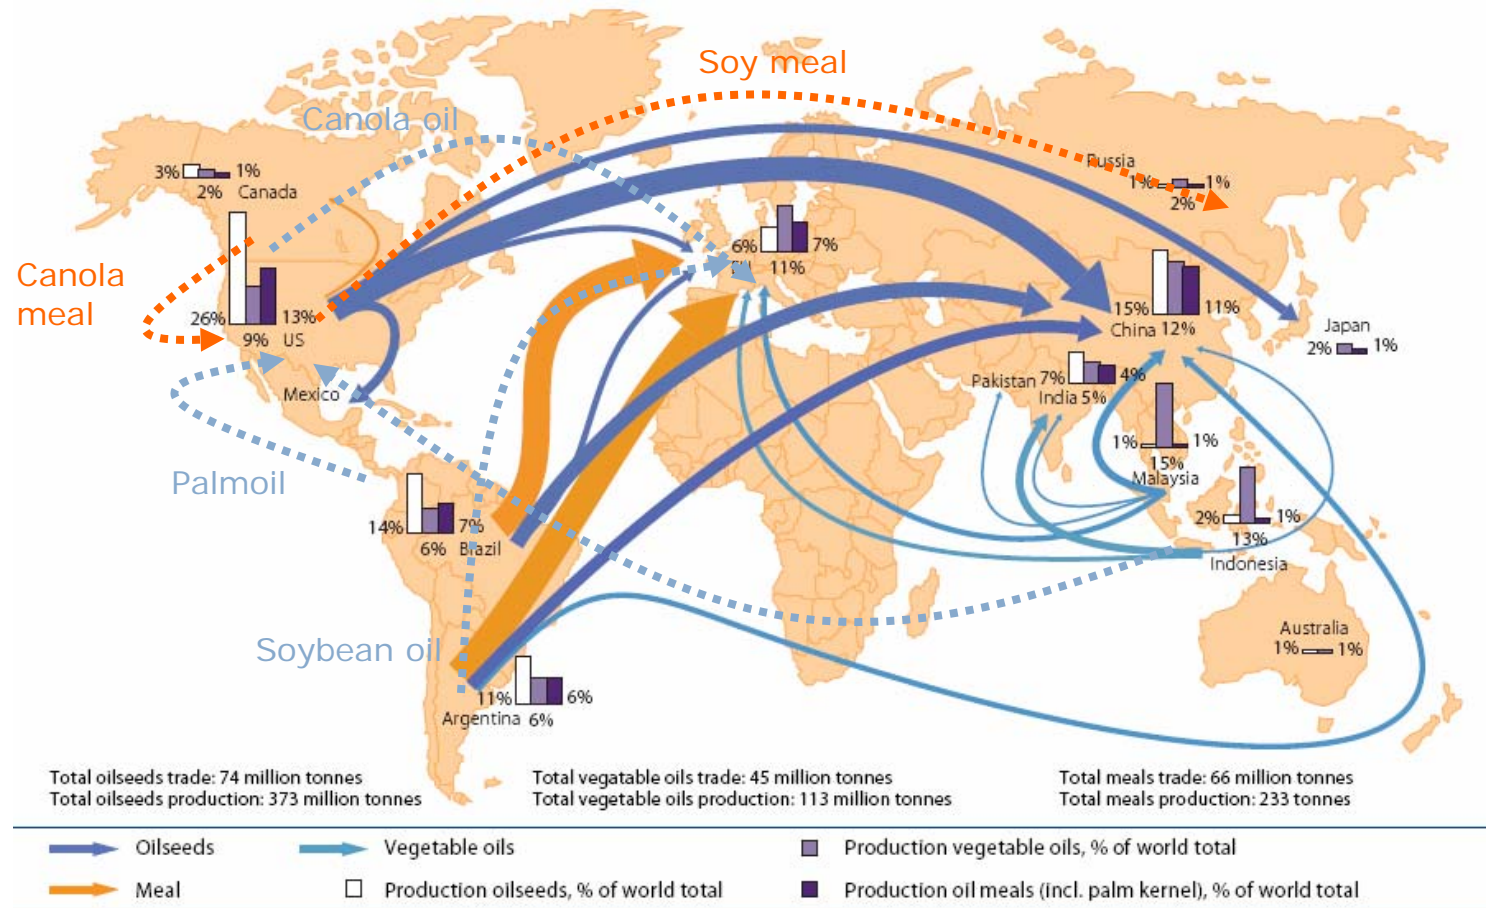 Soy meal
Canola oil
Russia
1% 1%
2%
3% 1%
2% Canada
Canola
meal
26% 13%
9% US
6% 7%
11%
15% 11%
China 12%
Japan
2% 1%
Mexico
Pakistan 7% 4%
India 5%
1% 1%
15%
Malaysia
Palmoil
14% 7%
6% Brazil
2% 1%
13%
Indonesia
Soybean oil
Australia
1% 1%
11% 6%
Argentina 6%
Total oilseeds trade: 74 million tonnes
Total oilseeds production: 373 million tonnes
Total vegatable oils trade: 45 million tonnes
Total vegetable oils production: 113 million tonnes
Total meals trade: 66 million tonnes
Total meals production: 233 tonnes
Oilseeds
Vegetable oils
Production vegetable oils, % of world total
Meal
Production oilseeds, % of world total
Production oil meals (incl. palm kernel), % of world total